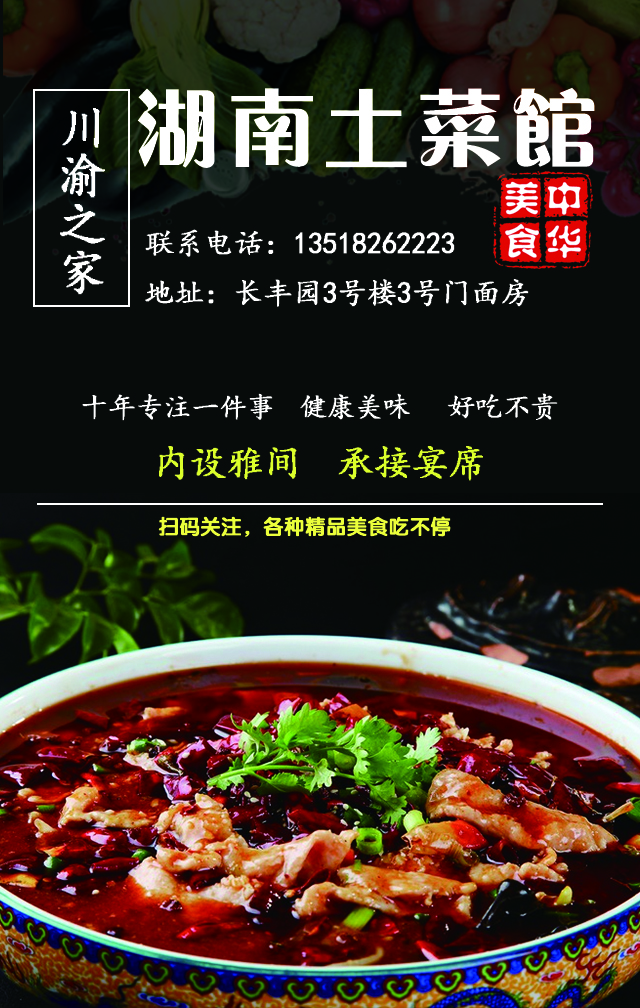 川渝之家
湖南土菜館
中华美食
联系电话：13518262223
地址：长丰园3号楼3号门面房
十年专注一件事 健康美味 好吃不贵
内设雅间 承接宴席
扫码关注，各种精品美食吃不停